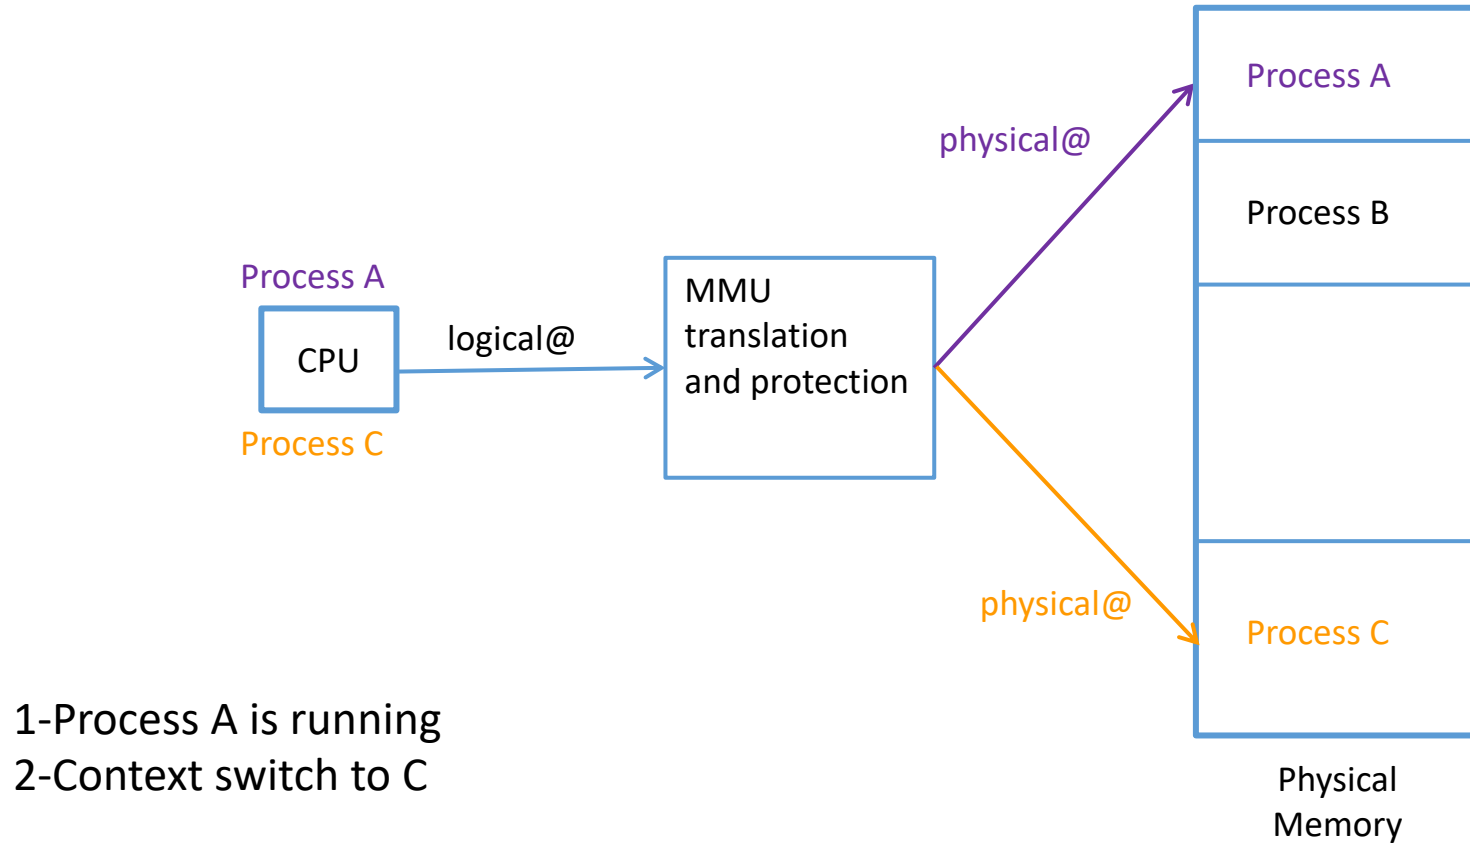 Process A
physical@
Process B
Process A
MMU
translation
and protection
logical@
CPU
Process C
physical@
Process C
1-Process A is running
2-Context switch to C
Physical
Memory